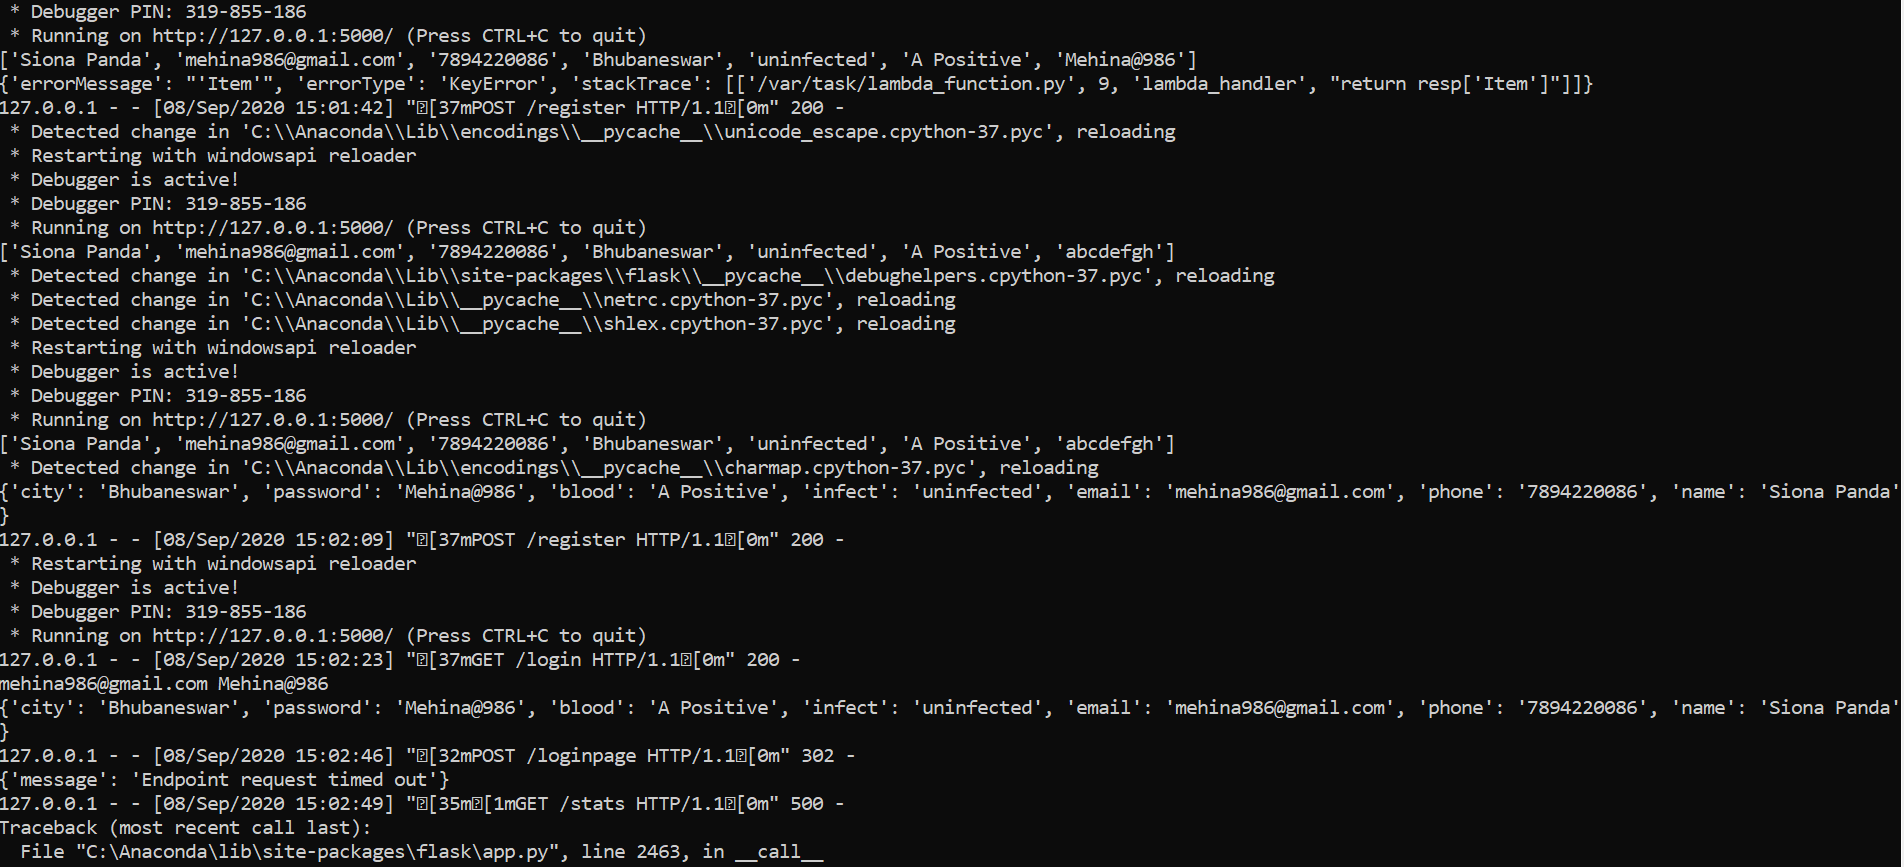 * Debugger PIN: 319-855-186
* Running on http://127.0.0.1:5000/ (Press CTRL+C to quit)
['Siona Panda', 'mehina986@gmail.com', '7894220086', 'Bhubaneswar', 'uninfected', 'A Positive', 'Mehina@986']
{'errorMessage': "'Item'", 'errorType': 'KeyError', 'stackTrace': [['/var/task/lambda_function.py', 9, 'lambda_handler', "return resp['Item']"]]}
127.0.0.1 - - [08/Sep/2020 15:01:42] "[37mPOST /register HTTP/1.1[0m" 200 -
* Detected change in 'C:\\Anaconda\\Lib\\encodings\\__pycache__\\unicode_escape.cpython-37.pyc', reloading
* Restarting with windowsapi reloader
* Debugger is active!
* Debugger PIN: 319-855-186
* Running on http://127.0.0.1:5000/ (Press CTRL+C to quit)
['Siona Panda', 'mehina986@gmail.com', '7894220086', 'Bhubaneswar', 'uninfected', 'A Positive', 'abcdefgh']
* Detected change in 'C:\\Anaconda\\Lib\\site-packages\\flask\\__pycache__\\debughelpers.cpython-37.pyc', reloading
* Detected change in 'C:\\Anaconda\\Lib\\__pycache__\\netrc.cpython-37.pyc', reloading
* Detected change in 'C:\\Anaconda\\Lib\\__pycache__\\shlex.cpython-37.pyc', reloading
* Restarting with windowsapi reloader
* Debugger is active!
* Debugger PIN: 319-855-186
* Running on http://127.0.0.1:5000/ (Press CTRL+C to quit)
['Siona Panda', 'mehina986@gmail.com', '7894220086', 'Bhubaneswar', 'uninfected', 'A Positive', 'abcdefgh']
* Detected change in 'C:\\Anaconda\\Lib\\encodings\\__pycache__\\charmap.cpython-37.pyc', reloading
{'city': 'Bhubaneswar', 'password': 'Mehina@986', 'blood': 'A Positive', 'infect': 'uninfected', 'email': 'mehina986@gmail.com', 'phone': '7894220086', 'name': 'Siona Panda'
}
127.0.0.1 - - [08/Sep/2020 15:02:09] "[37mPOST /register HTTP/1.1[0m" 200 -
* Restarting with windowsapi reloader
* Debugger is active!
* Debugger PIN: 319-855-186
* Running on http://127.0.0.1:5000/ (Press CTRL+C to quit)
127.0.0.1 - - [08/Sep/2020 15:02:23] "[37mGET /login HTTP/1.1[0m" 200 -
mehina986@gmail.com Mehina@986
{'city': 'Bhubaneswar', 'password': 'Mehina@986', 'blood': 'A Positive', 'infect': 'uninfected', 'email': 'mehina986@gmail.com', 'phone': '7894220086', 'name': 'Siona Panda'
}
127.0.0.1 - - [08/Sep/2020 15:02:46] "[32mPOST /loginpage HTTP/1.1[0m" 302 -
{'message': 'Endpoint request timed out'}
127.0.0.1 - - [08/Sep/2020 15:02:49] "[35m[1mGET /stats HTTP/1.1[0m" 500 -
Traceback (most recent call last):
File "C:\Anaconda\lib\site-packages\flask\app.py", line 2463, in __call__